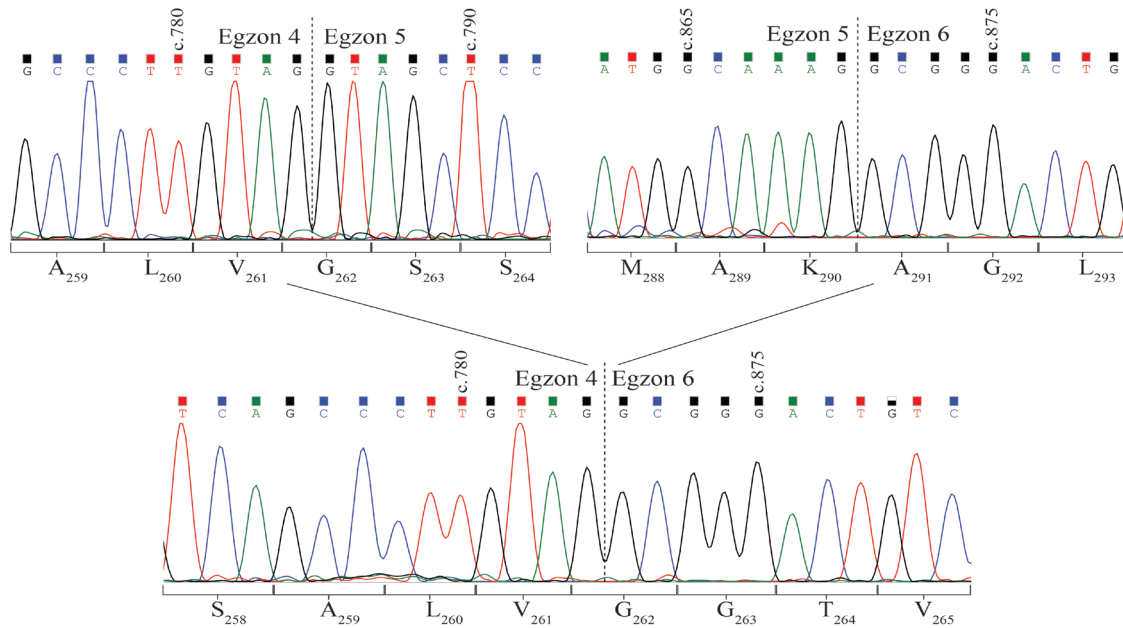 c.780 Egzon 4 Egzon 5 c.790
G C C C T T G T A G G T A G C T C C
A259 L260 V261 G262 S263 S264
c.865 Egzon 5 Egzon 6 c.875
A T G G C A A A G G C G G G A C T G
M288 A289 K290 A291 G292 L293
c.780 Egzon 4 Egzon 6 c.875
T C A G C C C T T G T A G G C G G G A C T G T C
S258 A259 L260 V261 G262 G263 T264 V265